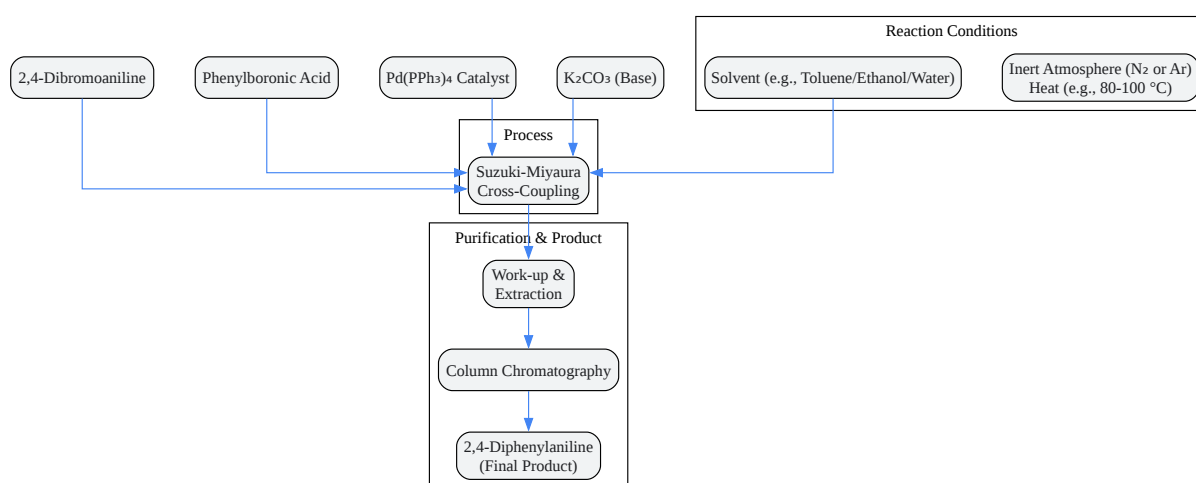 Reaction Conditions
2,4-Dibromoaniline
Phenylboronic Acid
Pd(PPh₃)₄ Catalyst
K₂CO₃ (Base)
Solvent (e.g., Toluene/Ethanol/Water)
Inert Atmosphere (N₂ or Ar)
Heat (e.g., 80-100 °C)
Process
Suzuki-Miyaura
Cross-Coupling
Purification & Product
Work-up &
Extraction
Column Chromatography
2,4-Diphenylaniline
(Final Product)